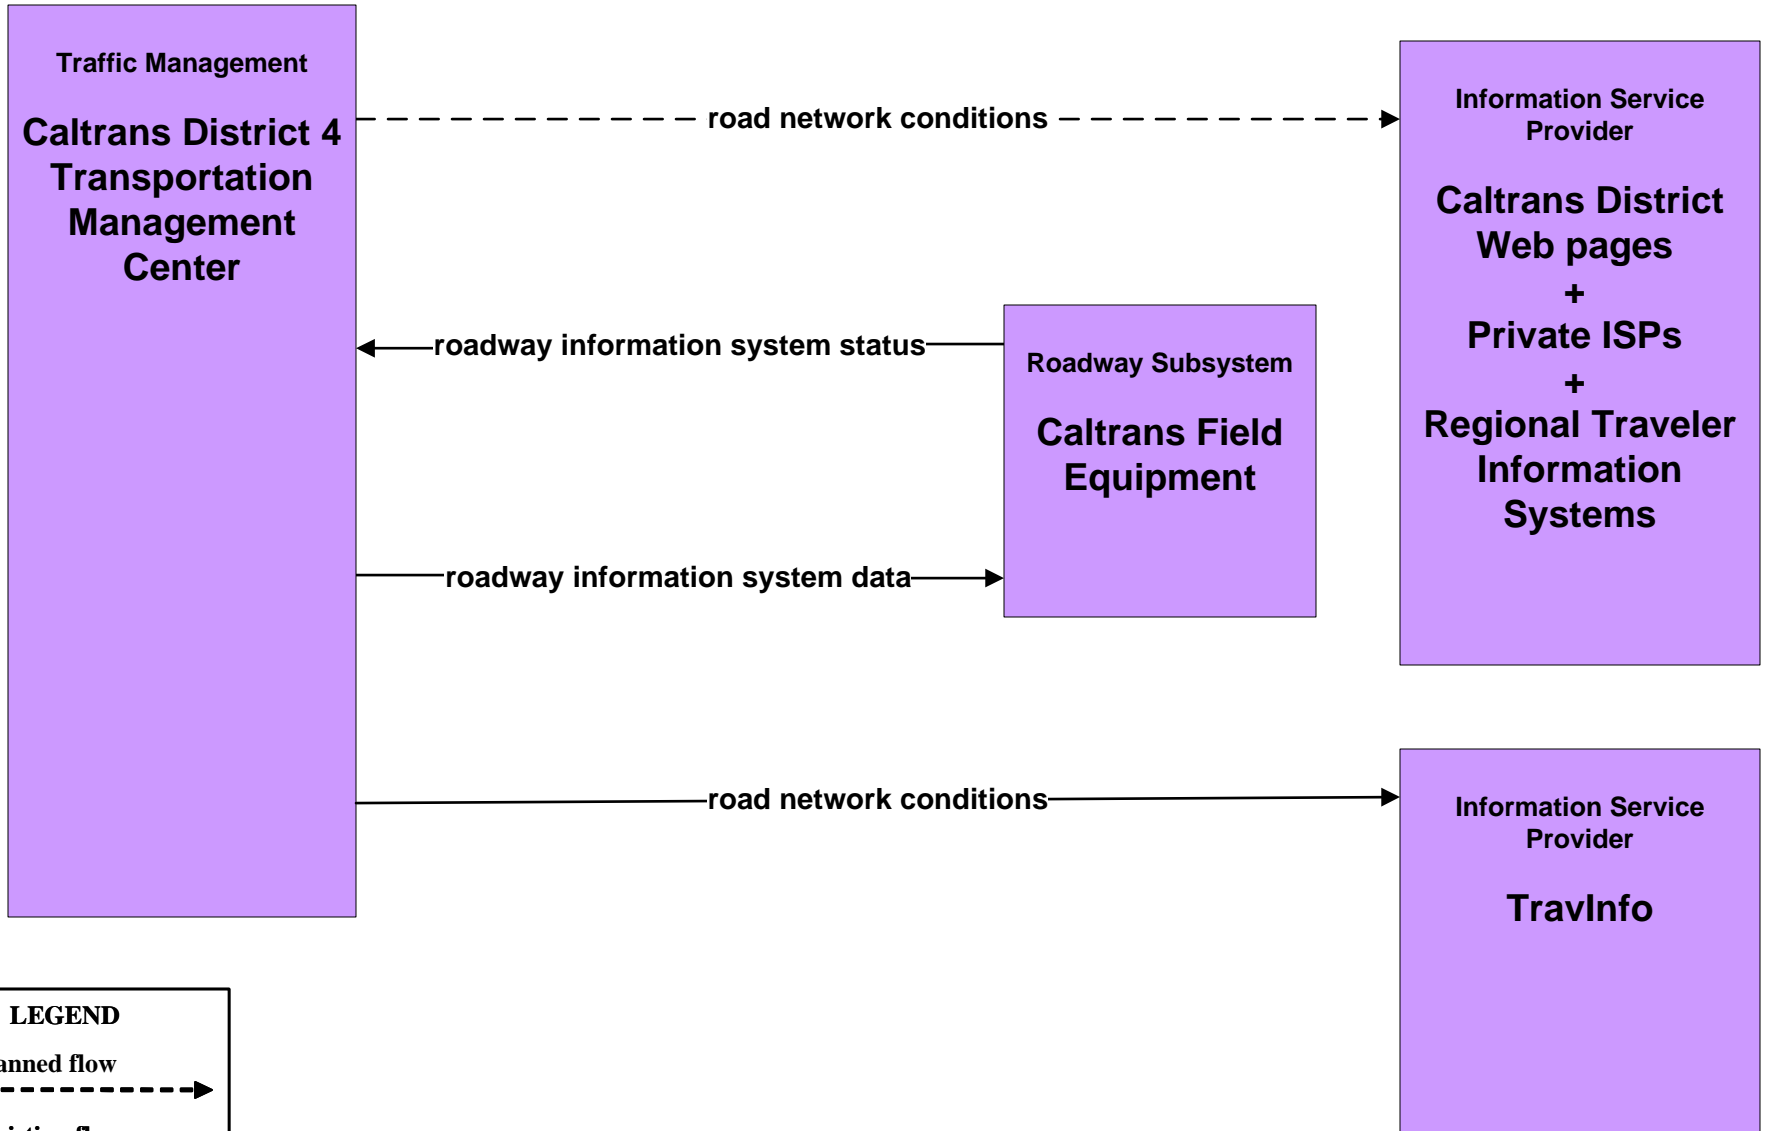 Traffic Management
Caltrans District 4
Transportation
Management
Center
road network conditions
Information Service
Provider
Caltrans District
Web pages
+
Private ISPs
+
Regional Traveler
Information
Systems
roadway information system status
Roadway Subsystem
Caltrans Field
Equipment
roadway information system data
road network conditions
Information Service
Provider
TravInfo
LEGEND
anned flow